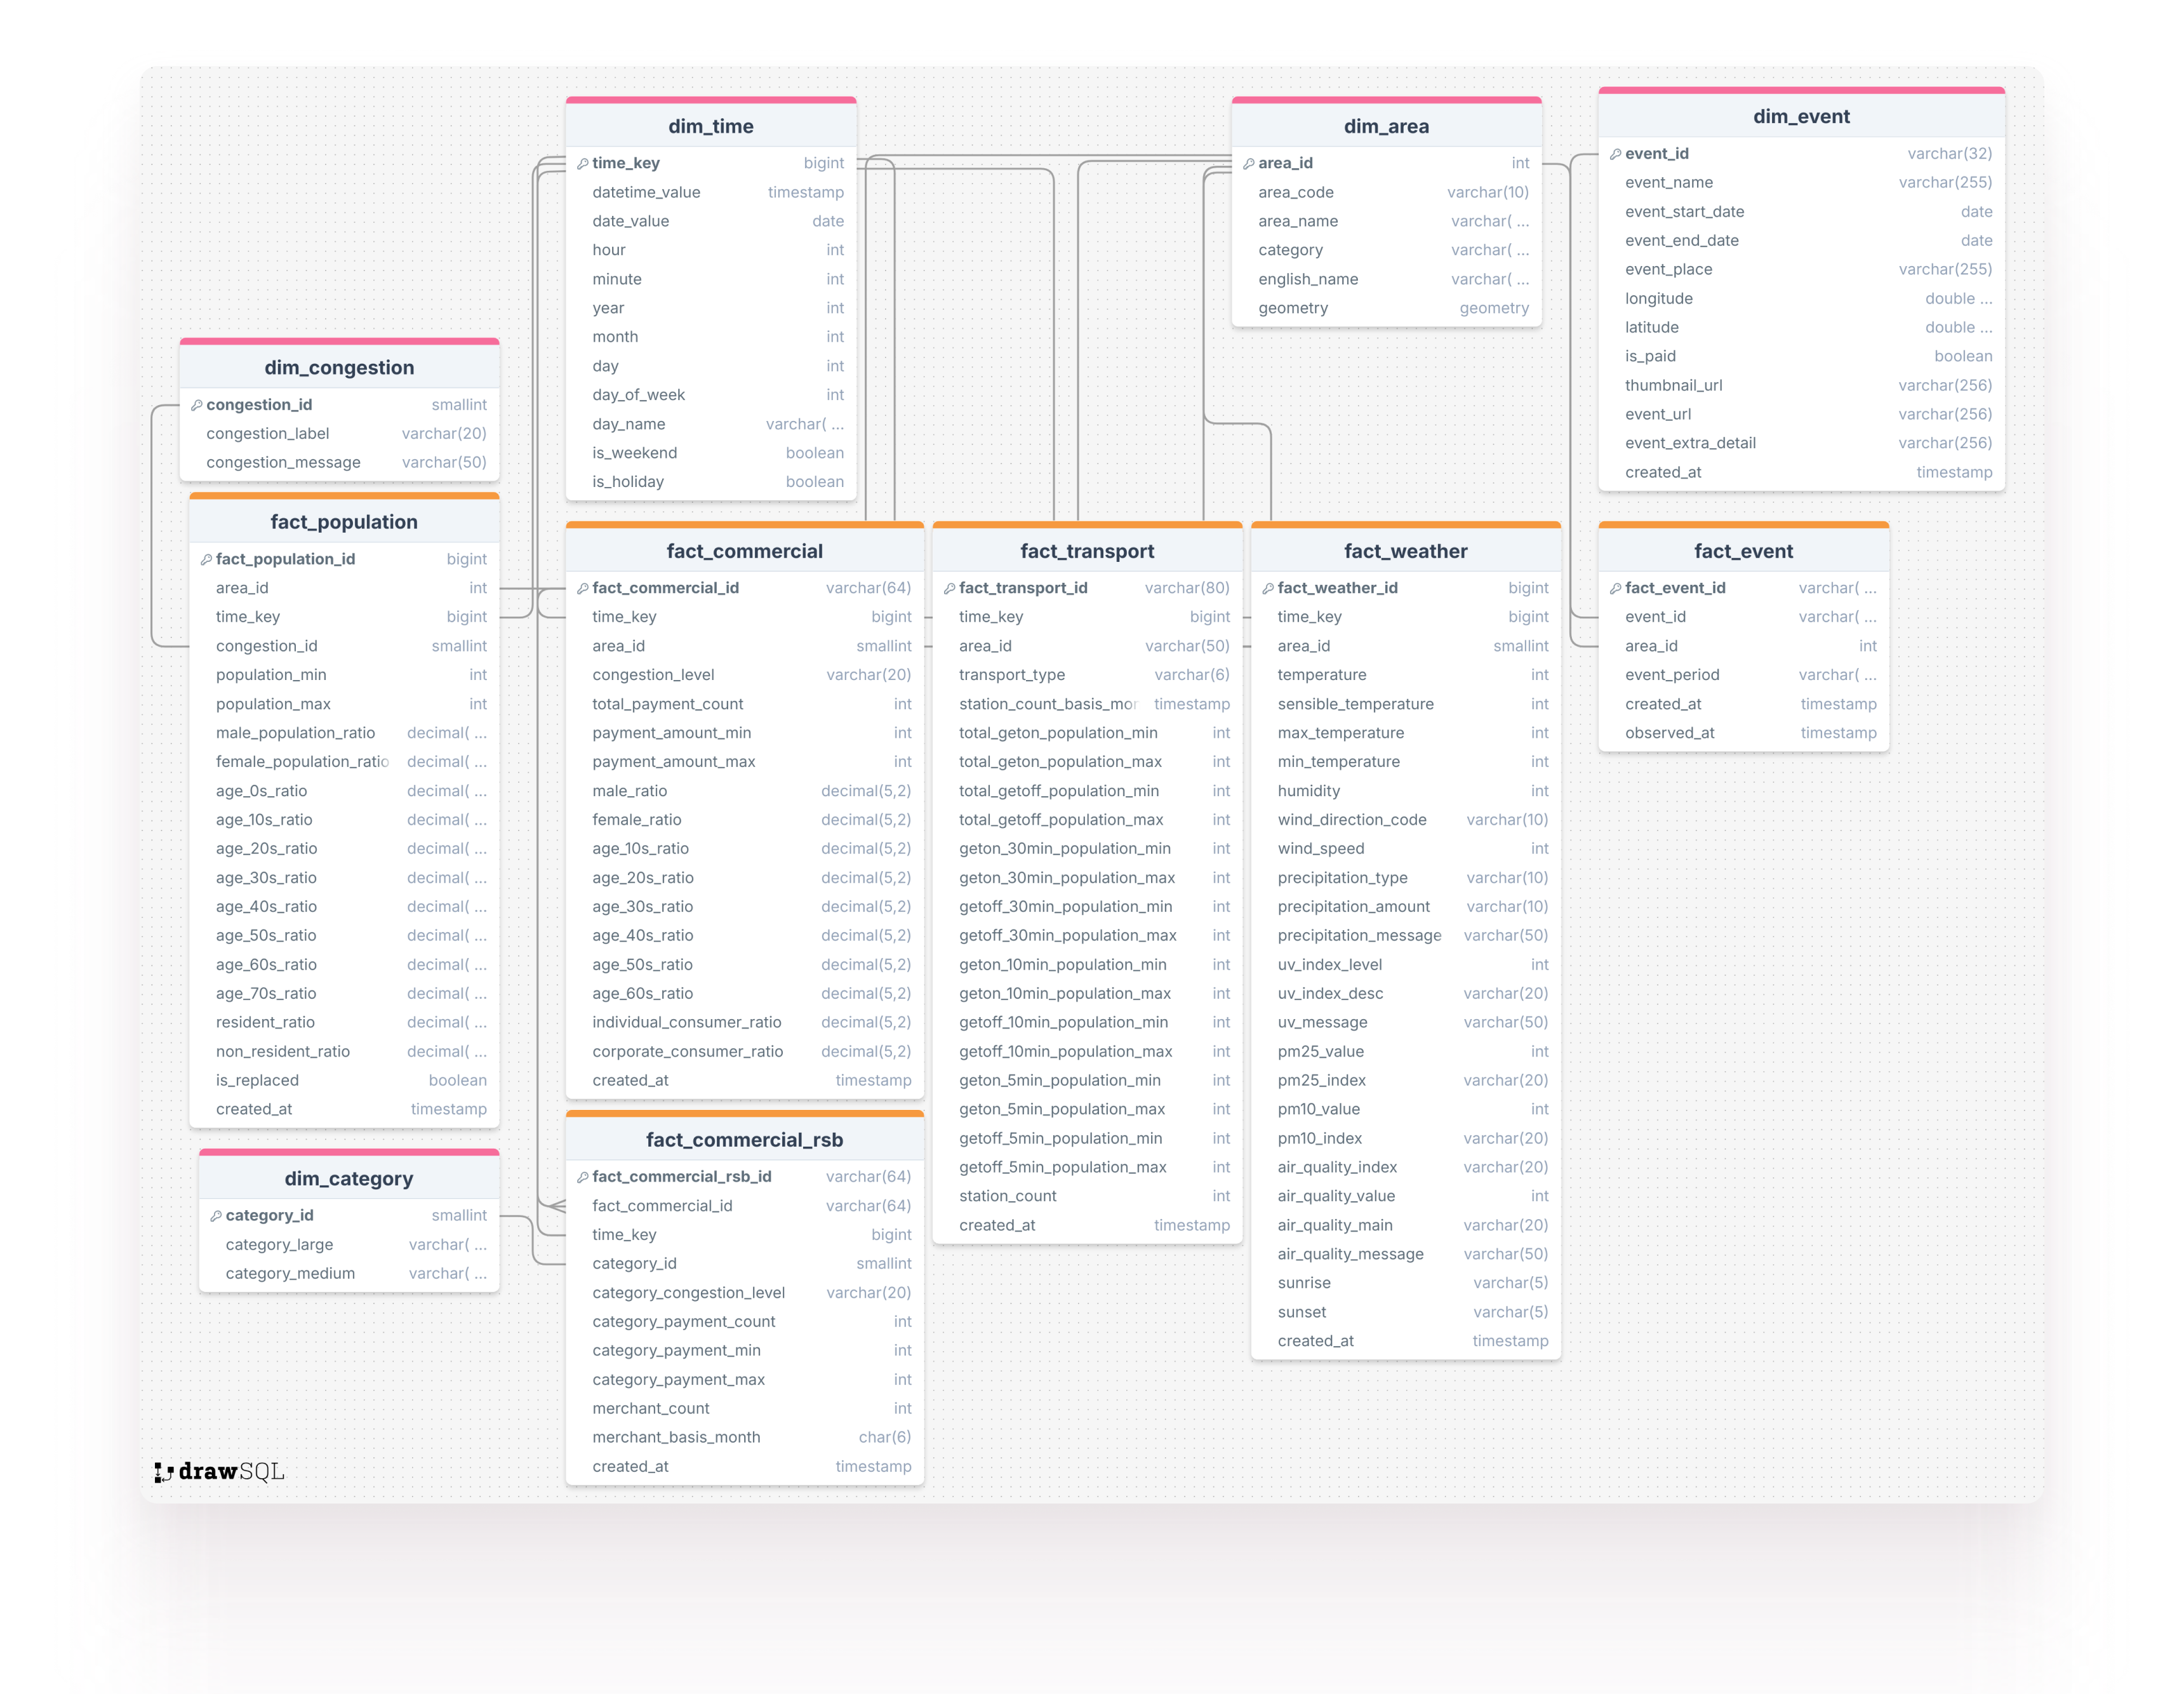 dim_time
time_key bigint
datetime_value timestamp
date_value date
hour int
minute int
year int
month int
day int
day_of_week int
day_name varchar( ...
is_weekend boolean
is_holiday boolean
dim_area
area_id int
area_code varchar(10)
area_name varchar( ...
category varchar( ...
english_name varchar( ...
geometry geometry
dim_event
event_id varchar(32)
event_name varchar(255)
event_start_date date
event_end_date date
event_place varchar(255)
longitude double ...
latitude double ...
is_paid boolean
thumbnail_url varchar(256)
event_url varchar(256)
event_extra_detail varchar(256)
created_at timestamp
dim_congestion
congestion_id smallint
congestion_label varchar(20)
congestion_message varchar(50)
fact_population
fact_population_id bigint
area_id int
time_key bigint
congestion_id smallint
population_min int
population_max int
male_population_ratio decimal( ...
female_population_ratio decimal( ...
age_0s_ratio decimal( ...
age_10s_ratio decimal( ...
age_20s_ratio decimal( ...
age_30s_ratio decimal( ...
age_40s_ratio decimal( ...
age_50s_ratio decimal( ...
age_60s_ratio decimal( ...
age_70s_ratio decimal( ...
resident_ratio decimal( ...
non_resident_ratio decimal( ...
is_replaced boolean
created_at timestamp
fact_commercial
fact_commercial_id varchar(64)
time_key bigint
area_id smallint
congestion_level varchar(20)
total_payment_count int
payment_amount_min int
payment_amount_max int
male_ratio decimal(5,2)
female_ratio decimal(5,2)
age_10s_ratio decimal(5,2)
age_20s_ratio decimal(5,2)
age_30s_ratio decimal(5,2)
age_40s_ratio decimal(5,2)
age_50s_ratio decimal(5,2)
age_60s_ratio decimal(5,2)
individual_consumer_ratio decimal(5,2)
corporate_consumer_ratio decimal(5,2)
created_at timestamp
fact_transport
fact_transport_id varchar(80)
time_key bigint
area_id varchar(50)
transport_type varchar(6)
station_count_basis_mor timestamp
total_geton_population_min int
total_geton_population_max int
total_getoff_population_min int
total_getoff_population_max int
geton_30min_population_min int
geton_30min_population_max int
getoff_30min_population_min int
getoff_30min_population_max int
geton_10min_population_min int
geton_10min_population_max int
getoff_10min_population_min int
getoff_10min_population_max int
geton_5min_population_min int
geton_5min_population_max int
getoff_5min_population_min int
getoff_5min_population_max int
station_count int
created_at timestamp
fact_weather
fact_weather_id bigint
time_key bigint
area_id smallint
temperature int
sensible_temperature int
max_temperature int
min_temperature int
humidity int
wind_direction_code varchar(10)
wind_speed int
precipitation_type varchar(10)
precipitation_amount varchar(10)
precipitation_message varchar(50)
uv_index_level int
uv_index_desc varchar(20)
uv_message varchar(50)
pm25_value int
pm25_index varchar(20)
pm10_value int
pm10_index varchar(20)
air_quality_index varchar(20)
air_quality_value int
air_quality_main varchar(20)
air_quality_message varchar(50)
sunrise varchar(5)
sunset varchar(5)
created_at timestamp
fact_event
fact_event_id varchar( ...
event_id varchar( ...
area_id int
event_period varchar( ...
created_at timestamp
observed_at timestamp
dim_category
category_id smallint
category_large varchar( ...
category_medium varchar( ...
fact_commercial_rsb
fact_commercial_rsb_id varchar(64)
fact_commercial_id varchar(64)
time_key bigint
category_id smallint
category_congestion_level varchar(20)
category_payment_count int
category_payment_min int
category_payment_max int
merchant_count int
merchant_basis_month char(6)
created_at timestamp
drawSQL